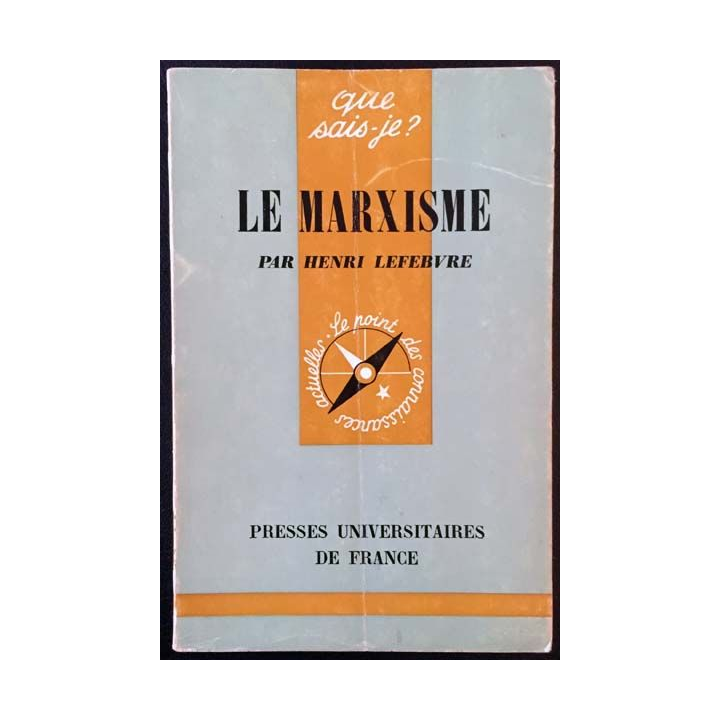 que
sais-je?
LE MARXISME
PAR HENRI LEFEBVRE
Le point des connaissances actuelles.
PRESSES UNIVERSITAIRES
DE FRANCE